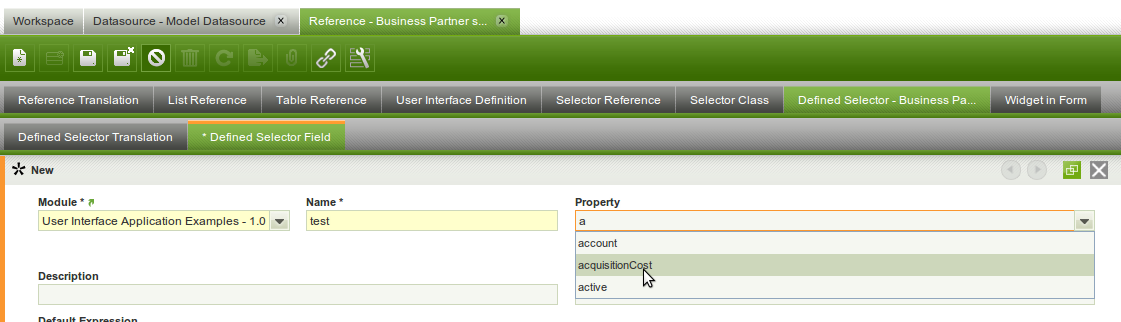 Workspace Datasource - Model Datasource x Reference - Business Partner s... x
Reference Translation List Reference Table Reference User Interface Definition Selector Reference Selector Class Defined Selector - Business Pa... Widget in Form
Defined Selector Translation * Defined Selector Field
New
Module * Name * Property
User Interface Application Examples - 1.0 test a
account
acquisitionCost
Description
active
Default Expression